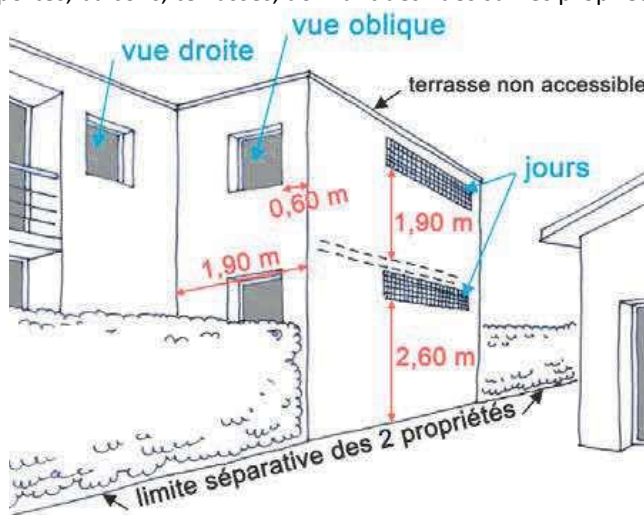 vue oblique
vue droite
terrasse non accessible
jours
0,60 m
1,90 m
1,90 m
2,60 m
limite séparative des 2 propriétés